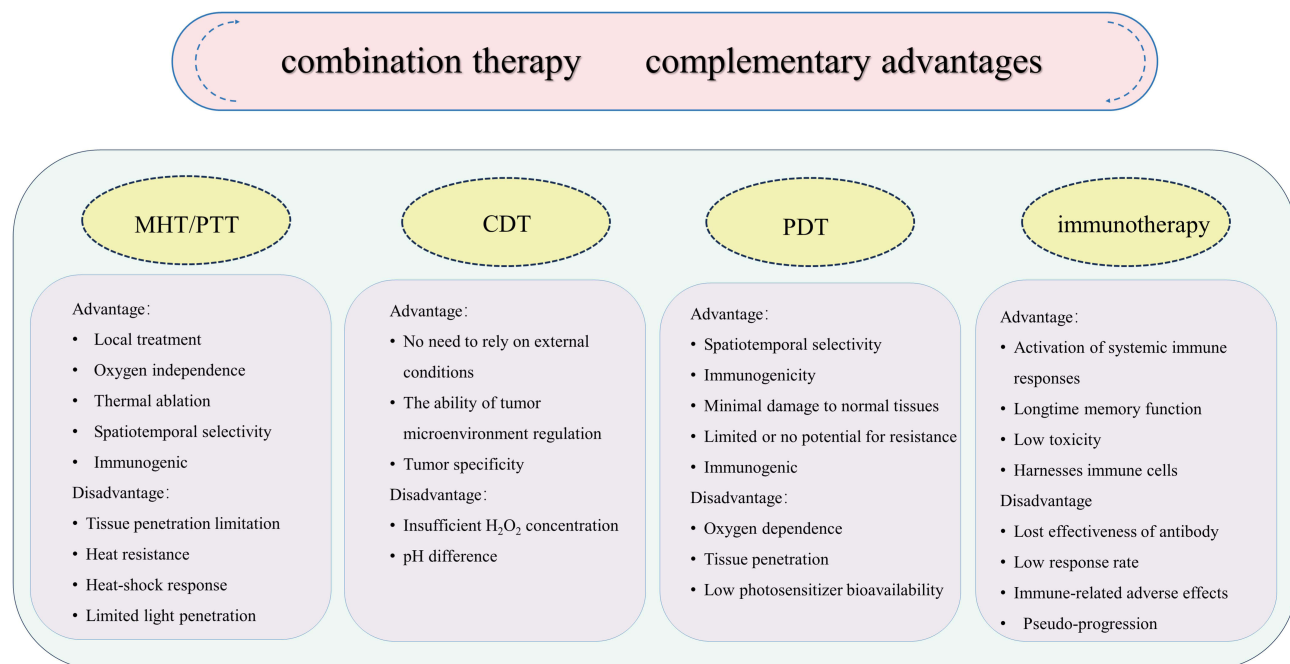 combination therapy complementary advantages
MHT/PTT
Advantage:
• Local treatment
• Oxygen independence
• Thermal ablation
• Spatiotemporal selectivity
• Immunogenic
Disadvantage:
• Tissue penetration limitation
• Heat resistance
• Heat-shock response
• Limited light penetration
CDT
Advantage:
• No need to rely on external
conditions
• The ability of tumor
microenvironment regulation
• Tumor specificity
Disadvantage:
• Insufficient H₂O₂ concentration
• pH difference
PDT
Advantage:
• Spatiotemporal selectivity
• Immunogenicity
• Minimal damage to normal tissues
• Limited or no potential for resistance
• Immunogenic
Disadvantage:
• Oxygen dependence
• Tissue penetration
• Low photosensitizer bioavailability
immunotherapy
Advantage:
• Activation of systemic immune
responses
• Longtime memory function
• Low toxicity
• Harnesses immune cells
Disadvantage
• Lost effectiveness of antibody
• Low response rate
• Immune-related adverse effects
• Pseudo-progression